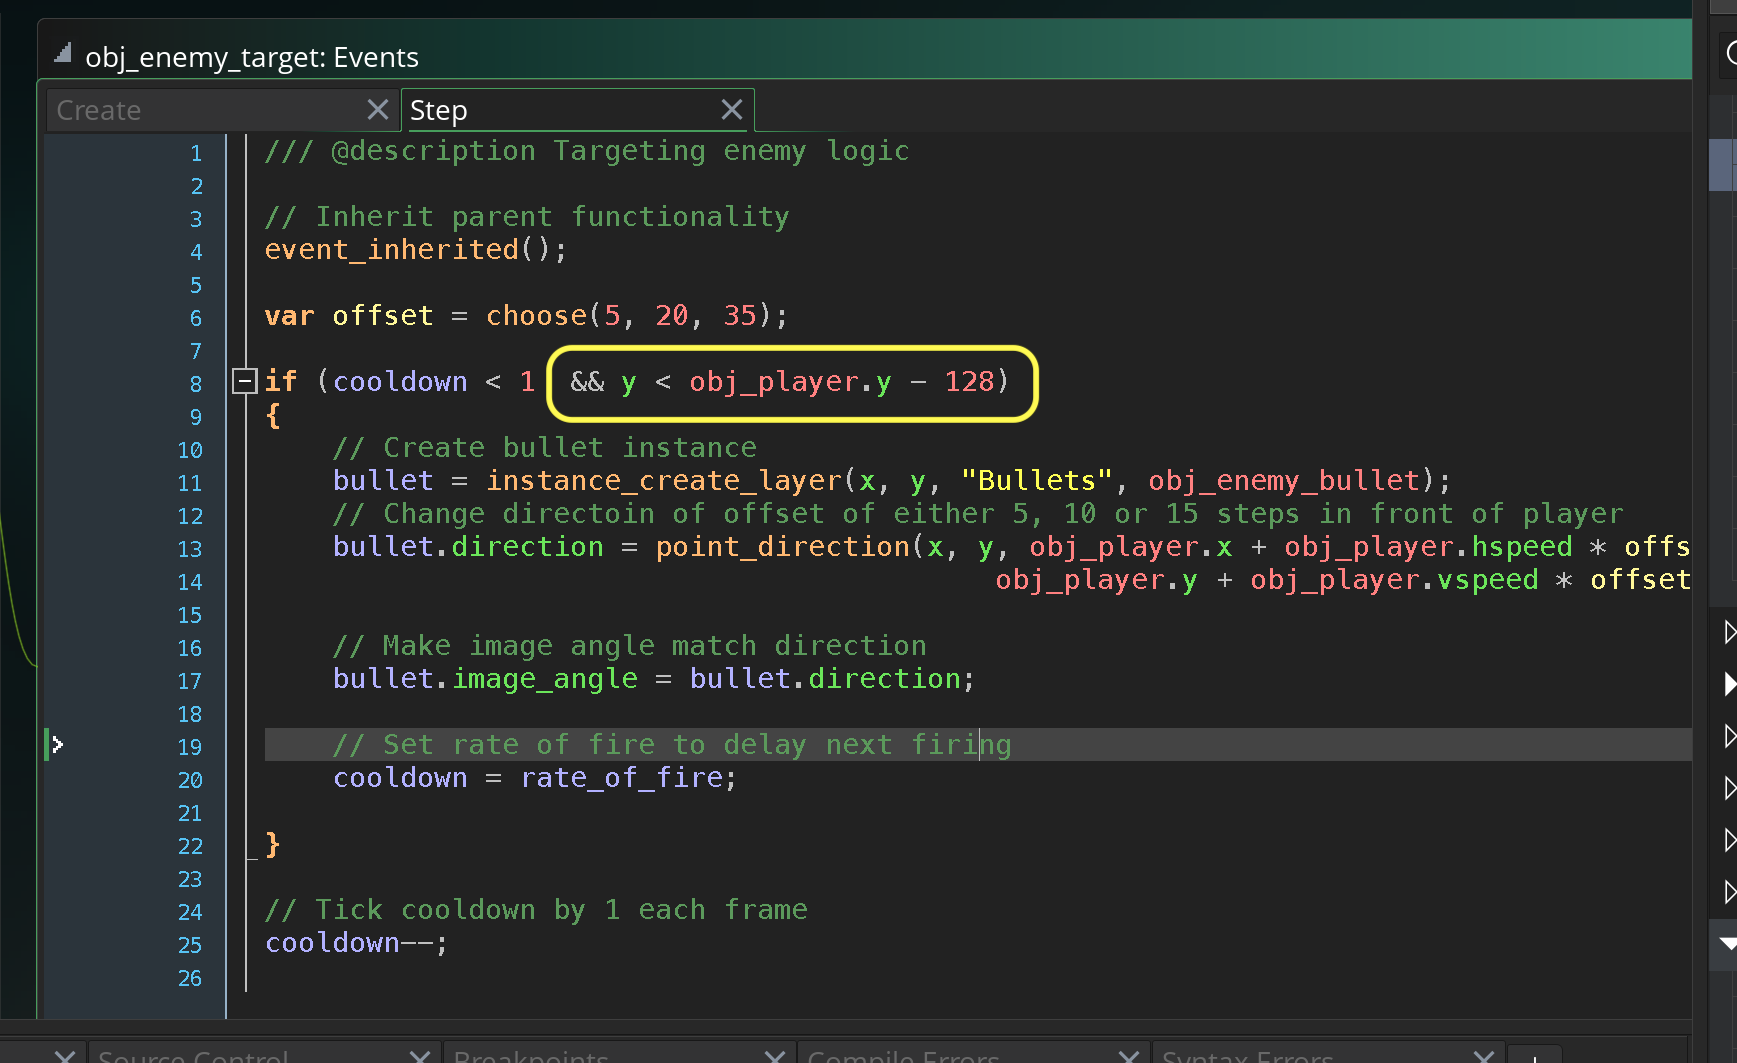 obj_enemy_target: Events
Create
Step
1 /// @description Targeting enemy logic
2
3 // Inherit parent functionality
4 event_inherited();
5
6 var offset = choose(5, 20, 35);
7
8 if (cooldown < 1 && y < obj_player.y - 128)
9 {
10 // Create bullet instance
11 bullet = instance_create_layer(x, y, "Bullets", obj_enemy_bullet);
12 // Change directoin of offset of either 5, 10 or 15 steps in front of player
13 bullet.direction = point_direction(x, y, obj_player.x + obj_player.hspeed * offs
14 obj_player.y + obj_player.vspeed * offset
15
16 // Make image angle match direction
17 bullet.image_angle = bullet.direction;
18
19 // Set rate of fire to delay next firing
20 cooldown = rate_of_fire;
21
22 }
23
24 // Tick cooldown by 1 each frame
25 cooldown--;
26
Source Control
Breakpoints
Compile Errors
Syntax Errors